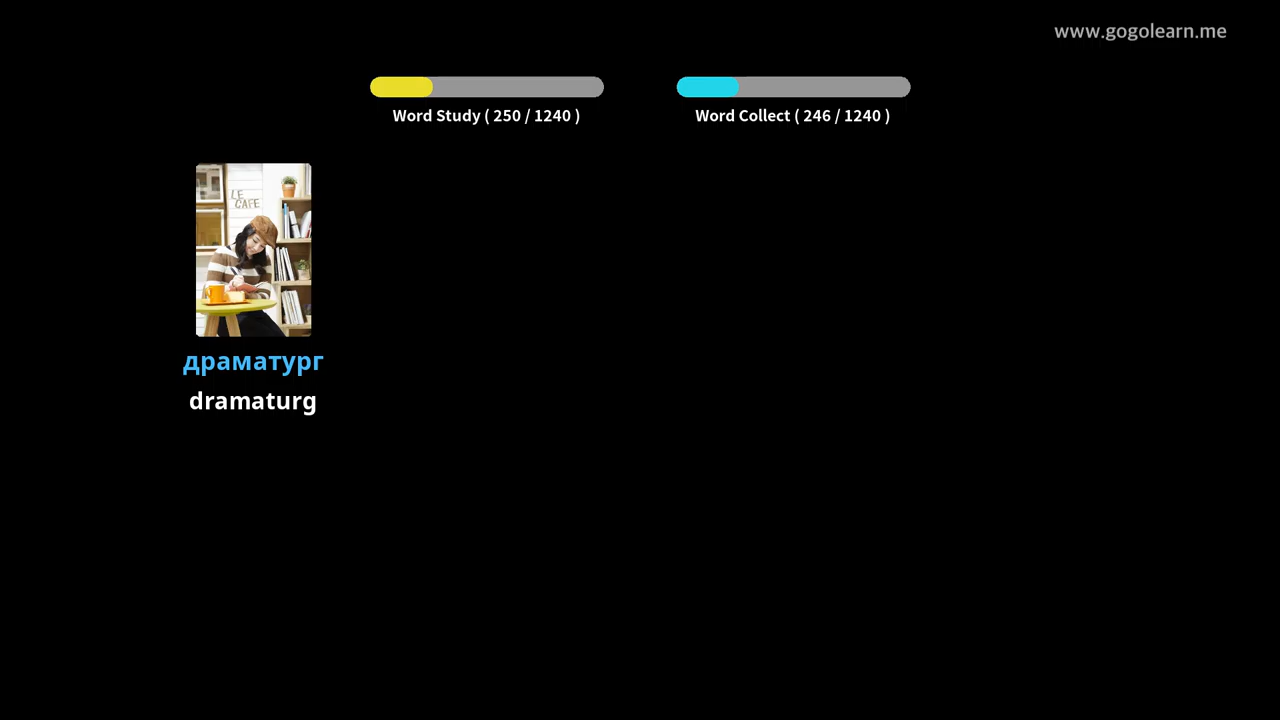 www.gogolearn.me
Word Study ( 250 / 1240 )
Word Collect ( 246 / 1240 )
LE
CAFE
драматург
dramaturg